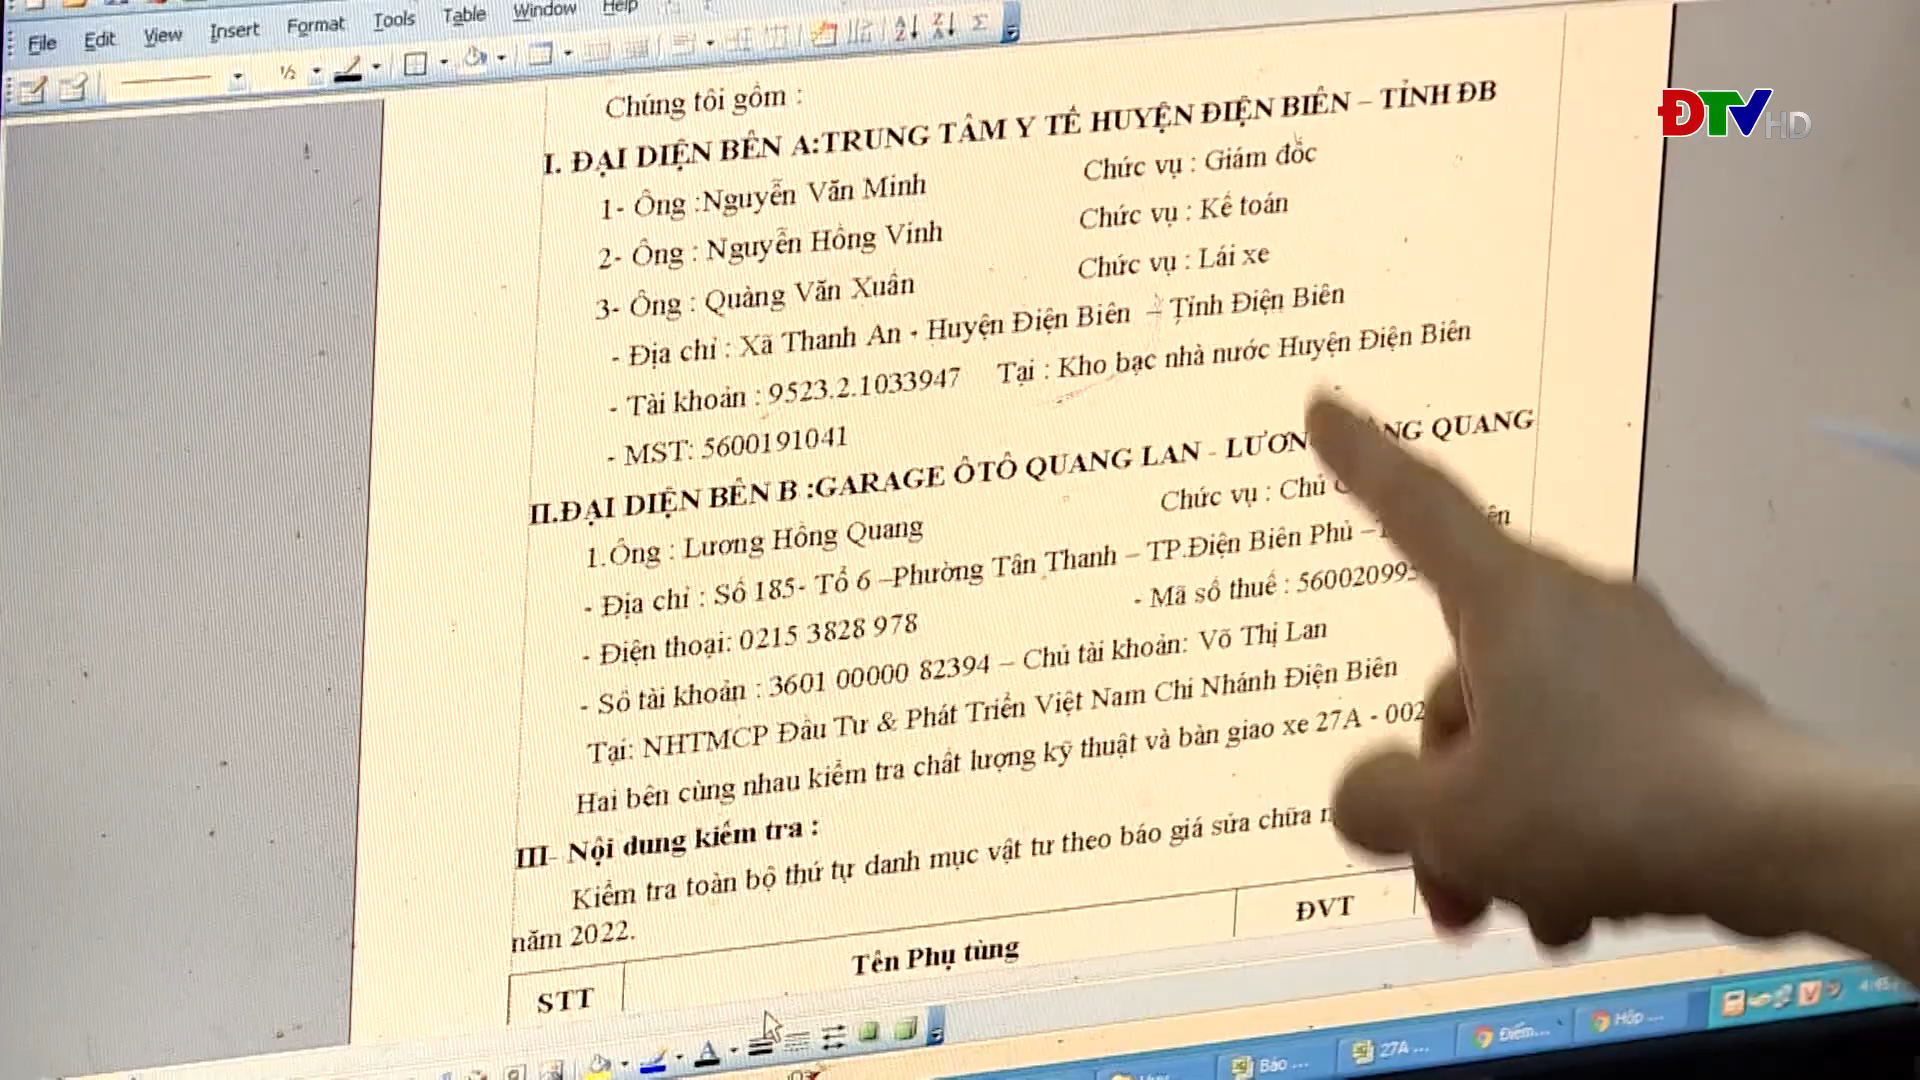 File Edit View Insert Format Tools Table Window Help
ĐTV HD
Chúng tôi gồm :
I. ĐẠI DIỆN BÊN A:TRUNG TÂM Y TẾ HUYỆN ĐIỆN BIÊN – TỈNH ĐB
1- Ông :Nguyễn Văn Minh Chức vụ : Giám đốc
2- Ông : Nguyễn Hồng Vinh Chức vụ : Kế toán
3- Ông : Quàng Văn Xuân Chức vụ : Lái xe
- Địa chỉ : Xã Thanh An - Huyện Điện Biên – Tỉnh Điện Biên
- Tài khoản : 9523.2.1033947 Tại : Kho bạc nhà nước Huyện Điện Biên
- MST: 5600191041
II.ĐẠI DIỆN BÊN B :GARAGE ÔTÔ QUANG LAN - QUANG
1.Ông : Lương Hồng Quang Chức vụ : Chủ
- Địa chỉ : Số 185- Tổ 6 –Phường Tân Thanh – TP.Điện Biên Phủ –
- Điện thoại: 0215 3828 978 - Mã số thuế :
- Số tài khoản : 3601 00000 82394 – Chủ tài khoản: Võ Thị Lan
Tại: NHTMCP Đầu Tư & Phát Triển Việt Nam Chi Nhánh Điện Biên
Hai bên cùng nhau kiểm tra chất lượng kỹ thuật và bàn giao xe 27A - 002
III- Nội dung kiểm tra :
Kiểm tra toàn bộ thứ tự danh mục vật tư theo báo giá sửa chữa
năm 2022.
STT Tên Phụ tùng ĐVT
Báo ... 27A ... Điểm... Hộp ...